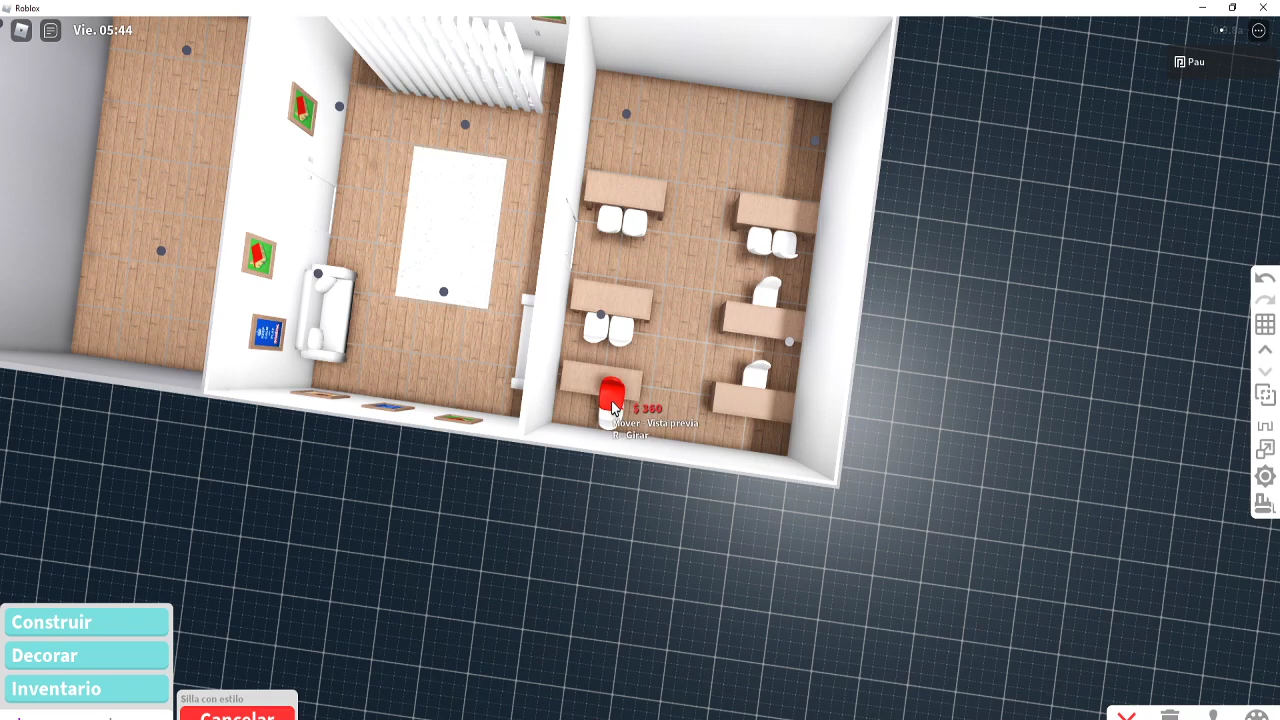 Roblox
Vie. 05:44
Pau
$ 360
Mover Vista previa
R Girar
Construir
Decorar
Inventario
Silla con estilo
Cancelar